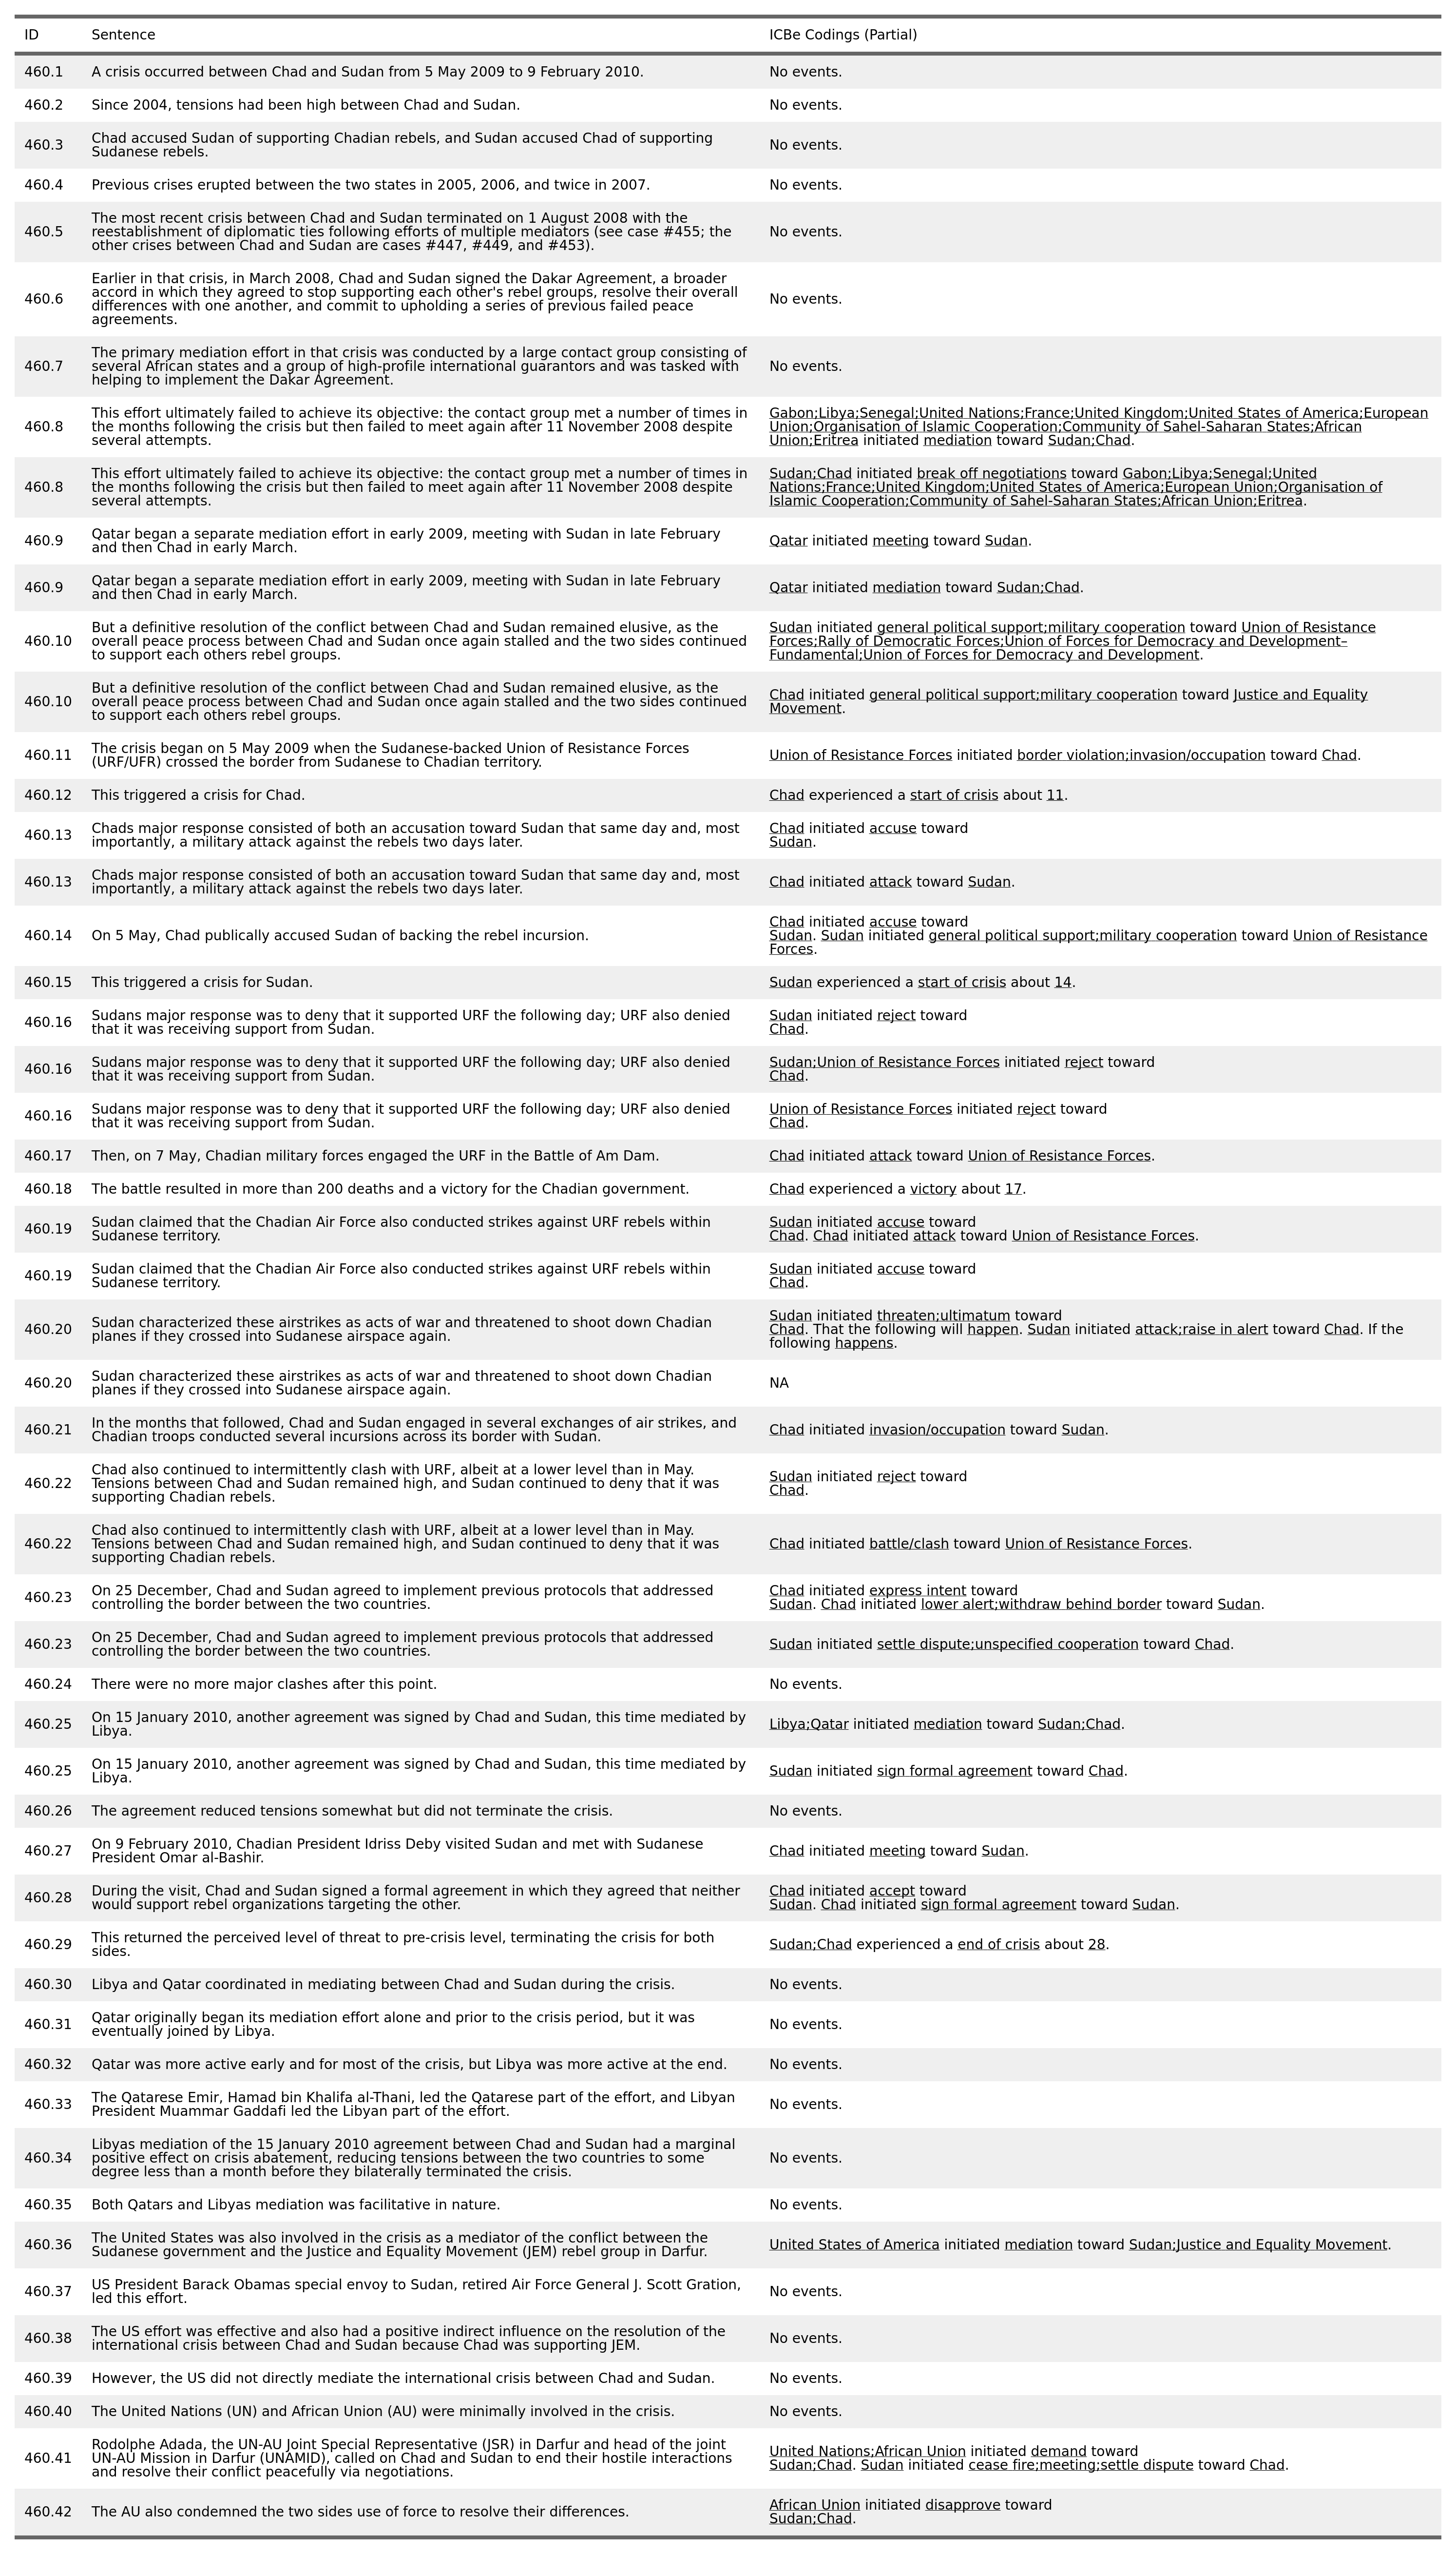 ID Sentence ICBe Codings (Partial)
460.1 A crisis occurred between Chad and Sudan from 5 May 2009 to 9 February 2010. No events.
460.2 Since 2004, tensions had been high between Chad and Sudan. No events.
460.3 Chad accused Sudan of supporting Chadian rebels, and Sudan accused Chad of supporting
Sudanese rebels. No events.
460.4 Previous crises erupted between the two states in 2005, 2006, and twice in 2007. No events.
460.5 The most recent crisis between Chad and Sudan terminated on 1 August 2008 with the
reestablishment of diplomatic ties following efforts of multiple mediators (see case #455; the
other crises between Chad and Sudan are cases #447, #449, and #453). No events.
460.6 Earlier in that crisis, in March 2008, Chad and Sudan signed the Dakar Agreement, a broader
accord in which they agreed to stop supporting each other's rebel groups, resolve their overall
differences with one another, and commit to upholding a series of previous failed peace
agreements. No events.
460.7 The primary mediation effort in that crisis was conducted by a large contact group consisting of
several African states and a group of high-profile international guarantors and was tasked with
helping to implement the Dakar Agreement. No events.
460.8 This effort ultimately failed to achieve its objective: the contact group met a number of times in
the months following the crisis but then failed to meet again after 11 November 2008 despite
several attempts.
Gabon;Libya;Senegal;United Nations;France;United Kingdom;United States of America;European
Union;Organisation of Islamic Cooperation;Community of Sahel-Saharan States;African
Union;Eritrea initiated mediation toward Sudan;Chad.
460.8 This effort ultimately failed to achieve its objective: the contact group met a number of times in
the months following the crisis but then failed to meet again after 11 November 2008 despite
several attempts.
Sudan;Chad initiated break off negotiations toward Gabon;Libya;Senegal;United
Nations;France;United Kingdom;United States of America;European Union;Organisation of
Islamic Cooperation;Community of Sahel-Saharan States;African Union;Eritrea.
460.9 Qatar began a separate mediation effort in early 2009, meeting with Sudan in late February
and then Chad in early March. Qatar initiated meeting toward Sudan.
460.9 Qatar began a separate mediation effort in early 2009, meeting with Sudan in late February
and then Chad in early March. Qatar initiated mediation toward Sudan;Chad.
460.10 But a definitive resolution of the conflict between Chad and Sudan remained elusive, as the
overall peace process between Chad and Sudan once again stalled and the two sides continued
to support each others rebel groups.
Sudan initiated general political support;military cooperation toward Union of Resistance
Forces;Rally of Democratic Forces;Union of Forces for Democracy and Development–
Fundamental;Union of Forces for Democracy and Development.
460.10 But a definitive resolution of the conflict between Chad and Sudan remained elusive, as the
overall peace process between Chad and Sudan once again stalled and the two sides continued
to support each others rebel groups.
Chad initiated general political support;military cooperation toward Justice and Equality
Movement.
460.11 The crisis began on 5 May 2009 when the Sudanese-backed Union of Resistance Forces
(URF/UFR) crossed the border from Sudanese to Chadian territory. Union of Resistance Forces initiated border violation;invasion/occupation toward Chad.
460.12 This triggered a crisis for Chad. Chad experienced a start of crisis about 11.
460.13 Chads major response consisted of both an accusation toward Sudan that same day and, most
importantly, a military attack against the rebels two days later.
Chad initiated accuse toward
Sudan.
460.13 Chads major response consisted of both an accusation toward Sudan that same day and, most
importantly, a military attack against the rebels two days later. Chad initiated attack toward Sudan.
460.14 On 5 May, Chad publically accused Sudan of backing the rebel incursion.
Chad initiated accuse toward
Sudan. Sudan initiated general political support;military cooperation toward Union of Resistance
Forces.
460.15 This triggered a crisis for Sudan. Sudan experienced a start of crisis about 14.
460.16 Sudans major response was to deny that it supported URF the following day; URF also denied
that it was receiving support from Sudan.
Sudan initiated reject toward
Chad.
460.16 Sudans major response was to deny that it supported URF the following day; URF also denied
that it was receiving support from Sudan.
Sudan;Union of Resistance Forces initiated reject toward
Chad.
460.16 Sudans major response was to deny that it supported URF the following day; URF also denied
that it was receiving support from Sudan.
Union of Resistance Forces initiated reject toward
Chad.
460.17 Then, on 7 May, Chadian military forces engaged the URF in the Battle of Am Dam. Chad initiated attack toward Union of Resistance Forces.
460.18 The battle resulted in more than 200 deaths and a victory for the Chadian government. Chad experienced a victory about 17.
460.19 Sudan claimed that the Chadian Air Force also conducted strikes against URF rebels within
Sudanese territory.
Sudan initiated accuse toward
Chad. Chad initiated attack toward Union of Resistance Forces.
460.19 Sudan claimed that the Chadian Air Force also conducted strikes against URF rebels within
Sudanese territory.
Sudan initiated accuse toward
Chad.
460.20 Sudan characterized these airstrikes as acts of war and threatened to shoot down Chadian
planes if they crossed into Sudanese airspace again.
Sudan initiated threaten;ultimatum toward
Chad. That the following will happen. Sudan initiated attack;raise in alert toward Chad. If the
following happens.
460.20 Sudan characterized these airstrikes as acts of war and threatened to shoot down Chadian
planes if they crossed into Sudanese airspace again. NA
460.21 In the months that followed, Chad and Sudan engaged in several exchanges of air strikes, and
Chadian troops conducted several incursions across its border with Sudan. Chad initiated invasion/occupation toward Sudan.
460.22 Chad also continued to intermittently clash with URF, albeit at a lower level than in May.
Tensions between Chad and Sudan remained high, and Sudan continued to deny that it was
supporting Chadian rebels.
Sudan initiated reject toward
Chad.
460.22 Chad also continued to intermittently clash with URF, albeit at a lower level than in May.
Tensions between Chad and Sudan remained high, and Sudan continued to deny that it was
supporting Chadian rebels. Chad initiated battle/clash toward Union of Resistance Forces.
460.23 On 25 December, Chad and Sudan agreed to implement previous protocols that addressed
controlling the border between the two countries.
Chad initiated express intent toward
Sudan. Chad initiated lower alert;withdraw behind border toward Sudan.
460.23 On 25 December, Chad and Sudan agreed to implement previous protocols that addressed
controlling the border between the two countries. Sudan initiated settle dispute;unspecified cooperation toward Chad.
460.24 There were no more major clashes after this point. No events.
460.25 On 15 January 2010, another agreement was signed by Chad and Sudan, this time mediated by
Libya. Libya;Qatar initiated mediation toward Sudan;Chad.
460.25 On 15 January 2010, another agreement was signed by Chad and Sudan, this time mediated by
Libya. Sudan initiated sign formal agreement toward Chad.
460.26 The agreement reduced tensions somewhat but did not terminate the crisis. No events.
460.27 On 9 February 2010, Chadian President Idriss Deby visited Sudan and met with Sudanese
President Omar al-Bashir. Chad initiated meeting toward Sudan.
460.28 During the visit, Chad and Sudan signed a formal agreement in which they agreed that neither
would support rebel organizations targeting the other.
Chad initiated accept toward
Sudan. Chad initiated sign formal agreement toward Sudan.
460.29 This returned the perceived level of threat to pre-crisis level, terminating the crisis for both
sides. Sudan;Chad experienced a end of crisis about 28.
460.30 Libya and Qatar coordinated in mediating between Chad and Sudan during the crisis. No events.
460.31 Qatar originally began its mediation effort alone and prior to the crisis period, but it was
eventually joined by Libya. No events.
460.32 Qatar was more active early and for most of the crisis, but Libya was more active at the end. No events.
460.33 The Qatarese Emir, Hamad bin Khalifa al-Thani, led the Qatarese part of the effort, and Libyan
President Muammar Gaddafi led the Libyan part of the effort. No events.
460.34 Libyas mediation of the 15 January 2010 agreement between Chad and Sudan had a marginal
positive effect on crisis abatement, reducing tensions between the two countries to some
degree less than a month before they bilaterally terminated the crisis. No events.
460.35 Both Qatars and Libyas mediation was facilitative in nature. No events.
460.36 The United States was also involved in the crisis as a mediator of the conflict between the
Sudanese government and the Justice and Equality Movement (JEM) rebel group in Darfur. United States of America initiated mediation toward Sudan;Justice and Equality Movement.
460.37 US President Barack Obamas special envoy to Sudan, retired Air Force General J. Scott Gration,
led this effort. No events.
460.38 The US effort was effective and also had a positive indirect influence on the resolution of the
international crisis between Chad and Sudan because Chad was supporting JEM. No events.
460.39 However, the US did not directly mediate the international crisis between Chad and Sudan. No events.
460.40 The United Nations (UN) and African Union (AU) were minimally involved in the crisis. No events.
460.41 Rodolphe Adada, the UN-AU Joint Special Representative (JSR) in Darfur and head of the joint
UN-AU Mission in Darfur (UNAMID), called on Chad and Sudan to end their hostile interactions
and resolve their conflict peacefully via negotiations.
United Nations;African Union initiated demand toward
Sudan;Chad. Sudan initiated cease fire;meeting;settle dispute toward Chad.
460.42 The AU also condemned the two sides use of force to resolve their differences.
African Union initiated disapprove toward
Sudan;Chad.